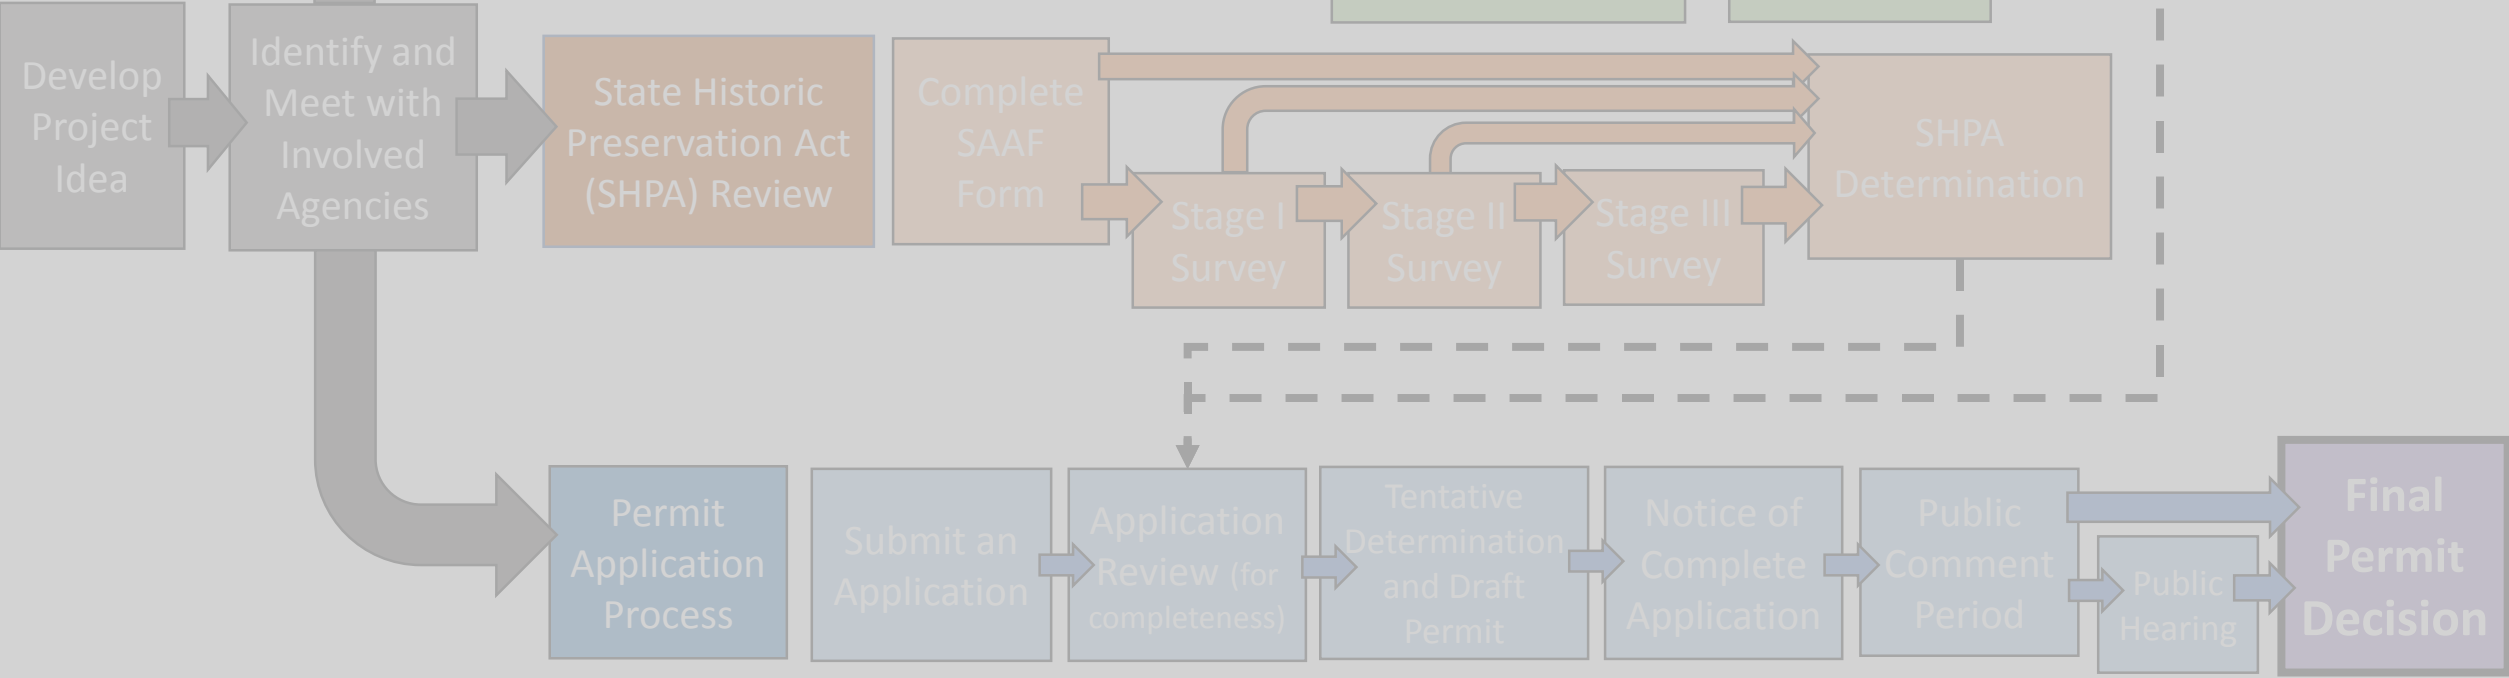 Develop
Project
Idea
Identify and
Meet with
Involved
Agencies
State Historic
Preservation Act
(SHPA) Review
Complete
SAAF
Form
Stage I
Survey
Stage II
Survey
Stage III
Survey
SHPA
Determination
Permit
Application
Process
Submit an
Application
Application
Review (for
completeness)
Tentative
Determination
and Draft
Permit
Notice of
Complete
Application
Public
Comment
Period
Public
Hearing
Final
Permit
Decision